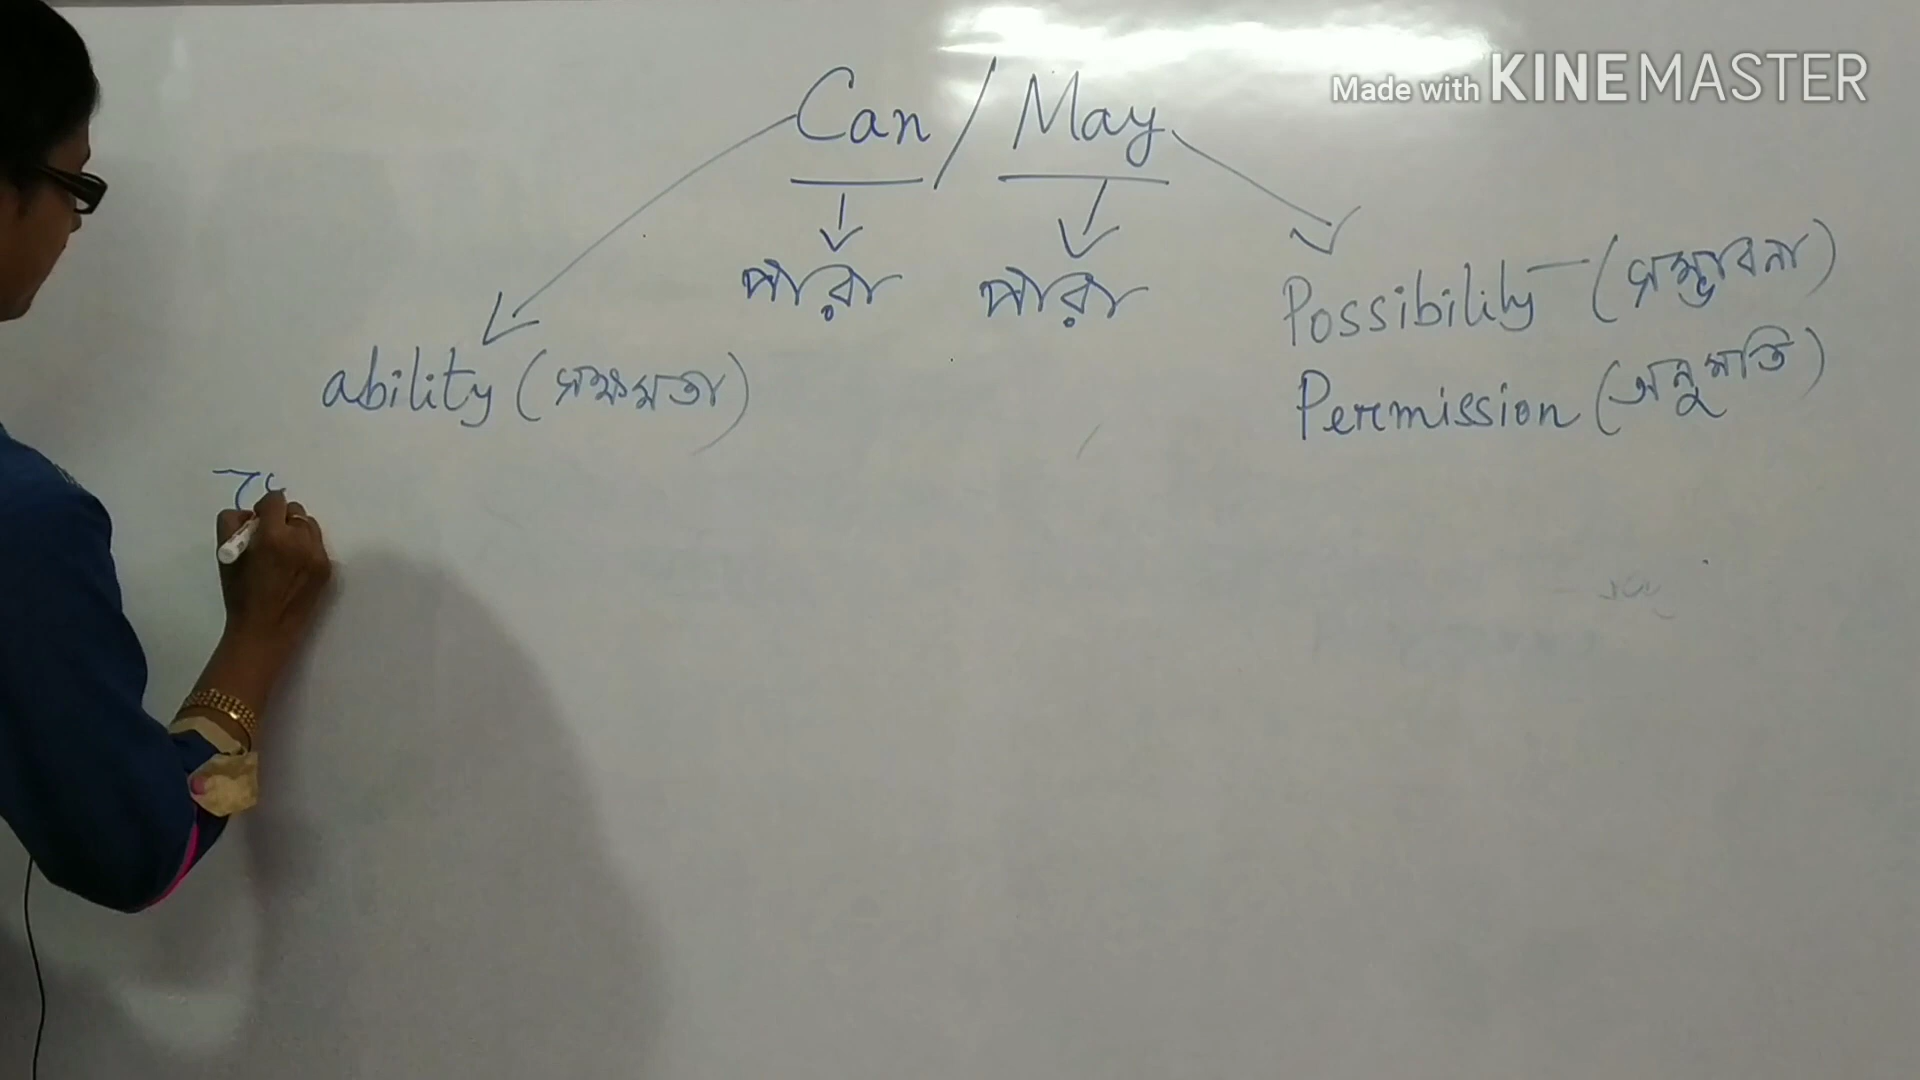 Made with KINEMASTER
Can / May
পারা পারা
Possibility - (সম্ভাবনা)
ability (সক্ষমতা)
Permission (অনুমতি)